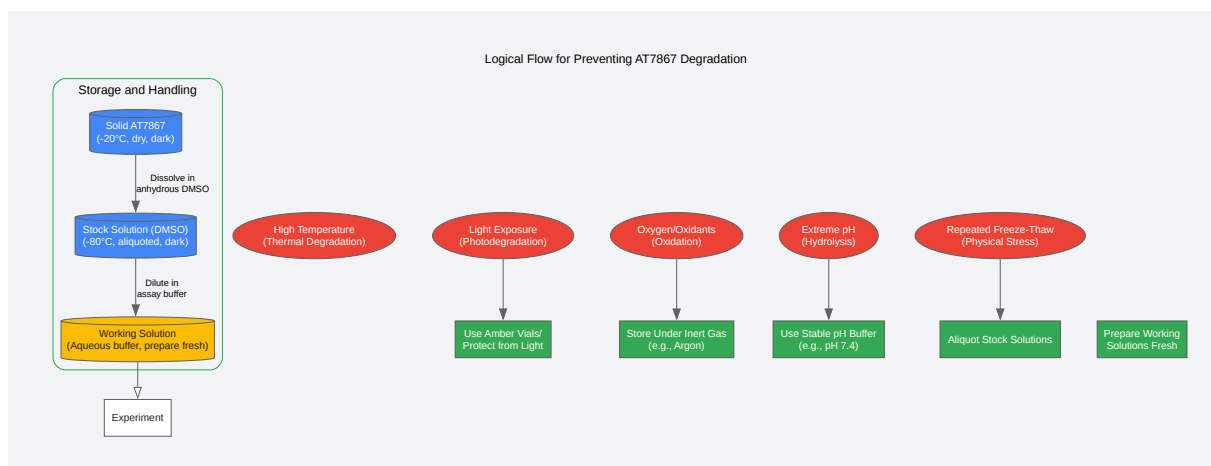 Logical Flow for Preventing AT7867 Degradation
Storage and Handling
Solid AT7867
(-20°C, dry, dark)
Dissolve in
anhydrous DMSO
Stock Solution (DMSO)
(-80°C, aliquoted, dark)
Dilute in
assay buffer
Working Solution
(Aqueous buffer, prepare fresh)
Experiment
High Temperature
(Thermal Degradation)
Light Exposure
(Photodegradation)
Oxygen/Oxidants
(Oxidation)
Extreme pH
(Hydrolysis)
Repeated Freeze-Thaw
(Physical Stress)
Use Amber Vials/
Protect from Light
Store Under Inert Gas
(e.g., Argon)
Use Stable pH Buffer
(e.g., pH 7.4)
Aliquot Stock Solutions
Prepare Working
Solutions Fresh